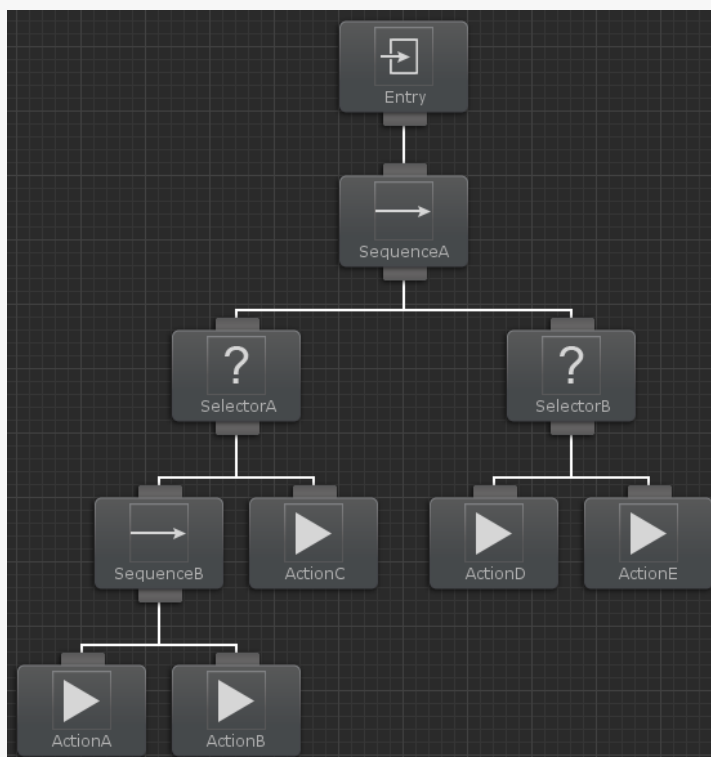 Entry
SequenceA
?
SelectorA
?
SelectorB
SequenceB
ActionC
ActionD
ActionE
ActionA
ActionB